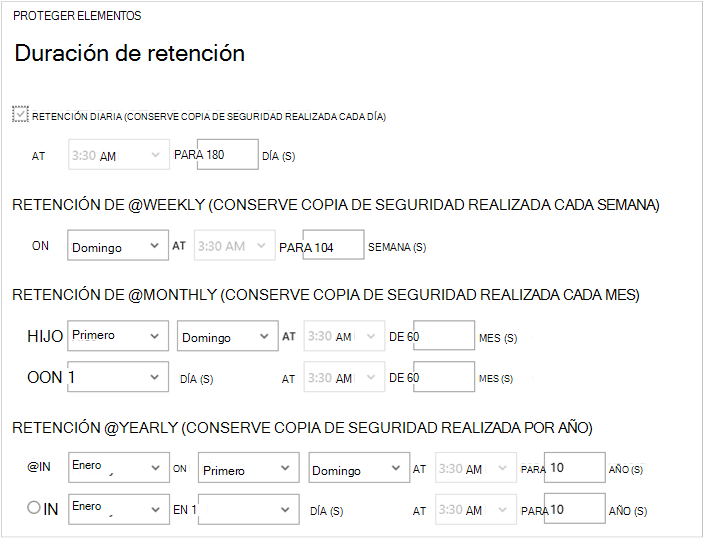 PROTEGER ELEMENTOS
Duración de retención
RETENCIÓN DIARIA (CONSERVE COPIA DE SEGURIDAD REALIZADA CADA DÍA)
AT 3:30 AM PARA 180 DÍA (S)
RETENCIÓN DE @WEEKLY (CONSERVE COPIA DE SEGURIDAD REALIZADA CADA SEMANA)
ON Domingo AT 3:30 AM PARA 104 SEMANA (S)
RETENCIÓN DE @MONTHLY (CONSERVE COPIA DE SEGURIDAD REALIZADA CADA MES)
HIJO Primero Domingo AT 3:30 AM DE 60 MES (S)
OON 1 DÍA (S) AT 3:30 AM DE 60 MES (S)
RETENCIÓN @YEARLY (CONSERVE COPIA DE SEGURIDAD REALIZADA POR AÑO)
@IN Enero ON Primero Domingo AT 3:30 AM PARA 10 AÑO (S)
IN Enero EN 1 DÍA (S) AT 3:30 AM PARA 10 AÑO (S)